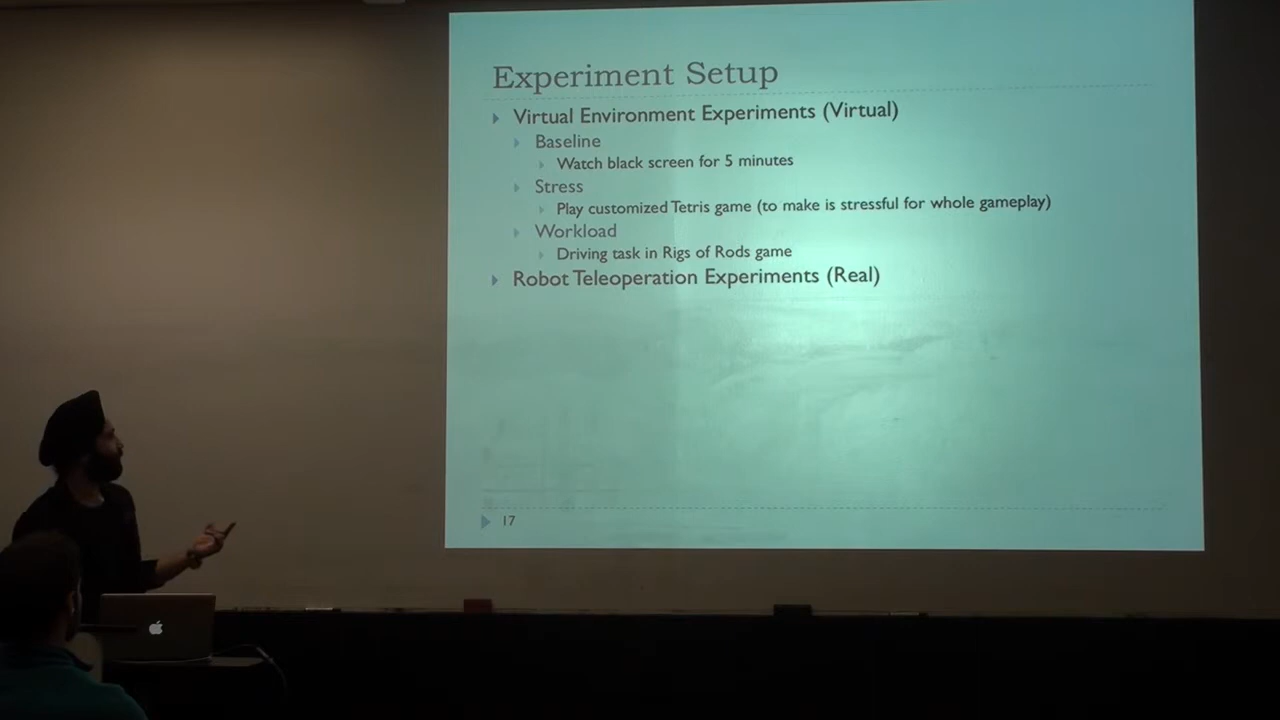 Experiment Setup
Virtual Environment Experiments (Virtual)
Baseline
Watch black screen for 5 minutes
Stress
Play customized Tetris game (to make is stressful for whole gameplay)
Workload
Driving task in Rigs of Rods game
Robot Teleoperation Experiments (Real)
17